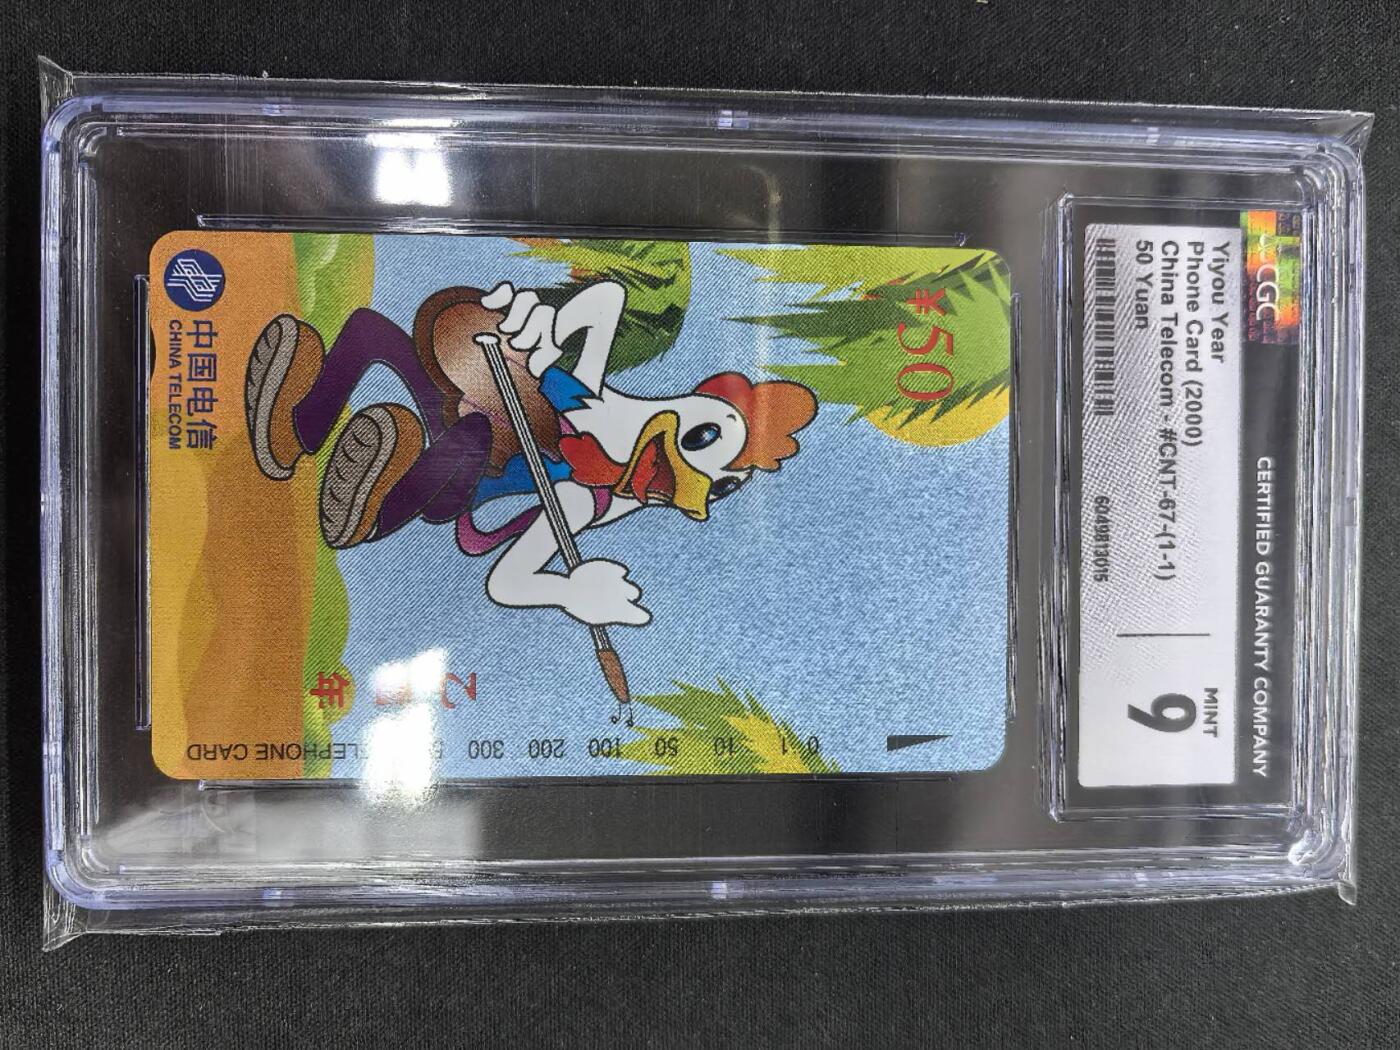 CGC
CERTIFIED GUARANTY COMPANY
Yiyou Year
Phone Card (2000)
China Telecom - #CNT-67-(1-1)
50 Yuan
MINT
9
6049813015
¥50
中国电信
CHINA TELECOM
乙酉
年
0 1 10 50 100 200 300
TELEPHONE CARD